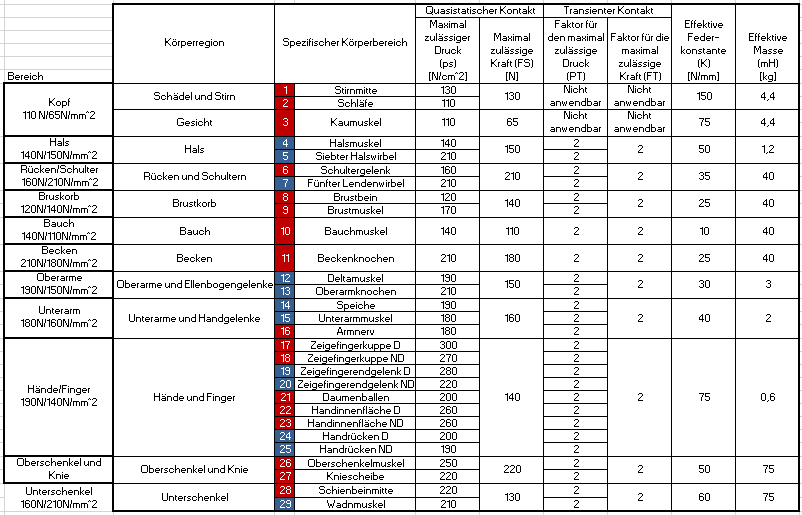 Bereich | Körperregion | Spezifischer Körperbereich | Quasistatischer Kontakt | Transienter Kontakt | Effektive Feder-konstante (K) [N/mm] | Effektive Masse (mH) [kg]
Maximal zulässiger Druck (ps) [N/cm^2] | Maximal zulässige Kraft (FS) [N] | Faktor für den maximal zulässige Druck (PT) | Faktor für die maximal zulässige Kraft (FT)
Kopf 110 N/65N/mm^2 | Schädel und Stirn | 1 | Stirnmitte | 130 | 130 | Nicht anwendbar | Nicht anwendbar | 150 | 4,4
2 | Schläfe | 110
Gesicht | 3 | Kaumuskel | 110 | 65 | Nicht anwendbar | Nicht anwendbar | 75 | 4,4
Hals 140N/150N/mm^2 | Hals | 4 | Halsmuskel | 140 | 150 | 2 | 2 | 50 | 1,2
5 | Siebter Halswirbel | 210 | 2
Rücken/Schulter 160N/210N/mm^2 | Rücken und Schultern | 6 | Schultergelenk | 160 | 210 | 2 | 2 | 35 | 40
7 | Fünfter Lendenwirbel | 210 | 2
Bruskorb 120N/140N/mm^2 | Brustkorb | 8 | Brustbein | 120 | 140 | 2 | 2 | 25 | 40
9 | Brustmuskel | 170 | 2
Bauch 140N/110N/mm^2 | Bauch | 10 | Bauchmuskel | 140 | 110 | 2 | 2 | 10 | 40
Becken 210N/180N/mm^2 | Becken | 11 | Beckenknochen | 210 | 180 | 2 | 2 | 25 | 40
Oberarme 190N/150N/mm^2 | Oberarme und Ellenbogengelenke | 12 | Deltamuskel | 190 | 150 | 2 | 2 | 30 | 3
13 | Oberarmknochen | 210 | 2
Unterarm 180N/160N/mm^2 | Unterarme und Handgelenke | 14 | Speiche | 190 | 160 | 2 | 2 | 40 | 2
15 | Unterarmmuskel | 180 | 2
16 | Armnerv | 180 | 2
Hände/Finger 190N/140N/mm^2 | Hände und Finger | 17 | Zeigefingerkuppe D | 300 | 140 | 2 | 2 | 75 | 0,6
18 | Zeigefingerkuppe ND | 270 | 2
19 | Zeigefingerendgelenk D | 280 | 2
20 | Zeigefingerendgelenk ND | 220 | 2
21 | Daumenballen | 200 | 2
22 | Handinnenfläche D | 260 | 2
23 | Handinnenfläche ND | 260 | 2
24 | Handrücken D | 200 | 2
25 | Handrücken ND | 190 | 2
Oberschenkel und Knie | Oberschenkel und Knie | 26 | Oberschenkelmuskel | 250 | 220 | 2 | 2 | 50 | 75
27 | Kniescheibe | 220 | 2
Unterschenkel 160N/210N/mm^2 | Unterschenkel | 28 | Schienbeinmitte | 220 | 130 | 2 | 2 | 60 | 75
29 | Wadnmuskel | 210 | 2